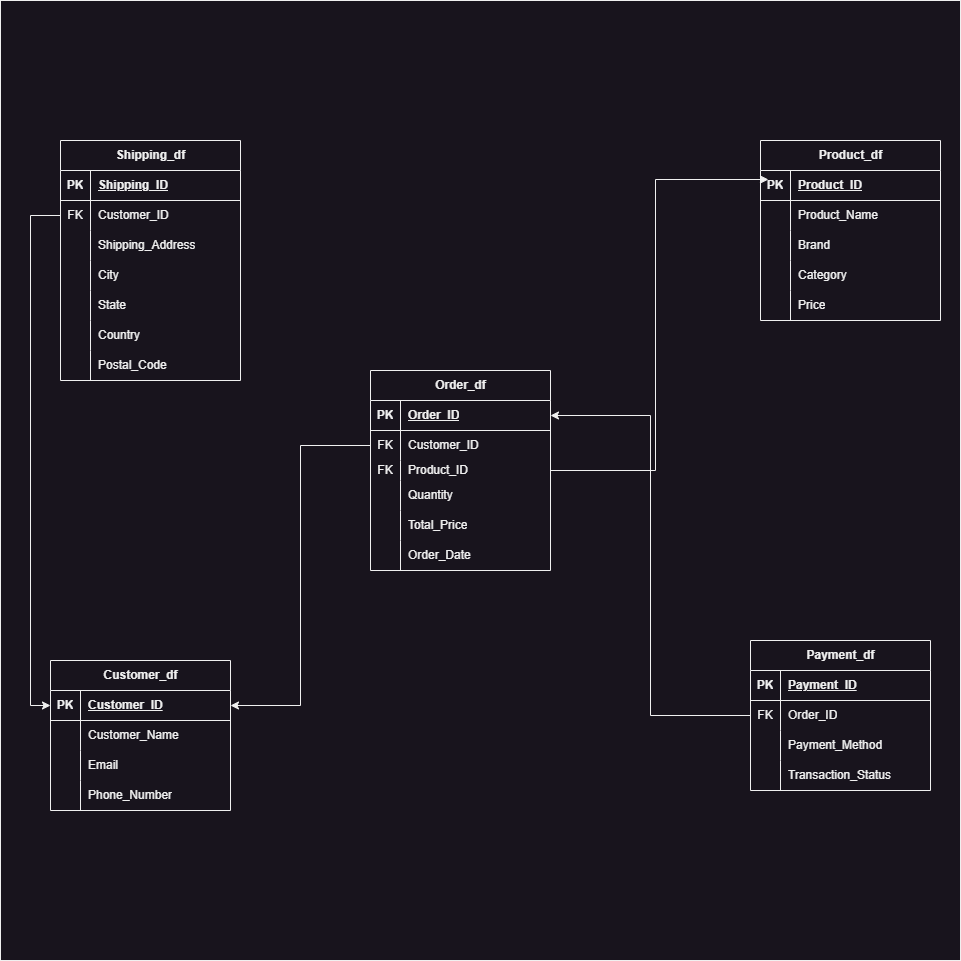 Shipping_df
PK Shipping_ID
FK Customer_ID
Shipping_Address
City
State
Country
Postal_Code
Product_df
PK Product_ID
Product_Name
Brand
Category
Price
Order_df
PK Order_ID
FK Customer_ID
FK Product_ID
Quantity
Total_Price
Order_Date
Customer_df
PK Customer_ID
Customer_Name
Email
Phone_Number
Payment_df
PK Payment_ID
FK Order_ID
Payment_Method
Transaction_Status